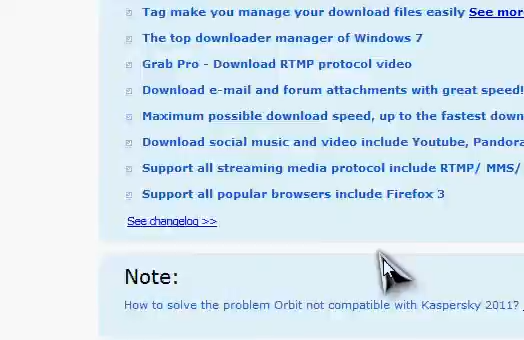 Tag make you manage your download files easily See mor
The top downloader manager of Windows 7
Grab Pro - Download RTMP protocol video
Download e-mail and forum attachments with great speed!
Maximum possible download speed, up to the fastest down
Download social music and video include Youtube, Pandora
Support all streaming media protocol include RTMP/ MMS/
Support all popular browsers include Firefox 3
See changelog >>
Note:
How to solve the problem Orbit not compatible with Kaspersky 2011?